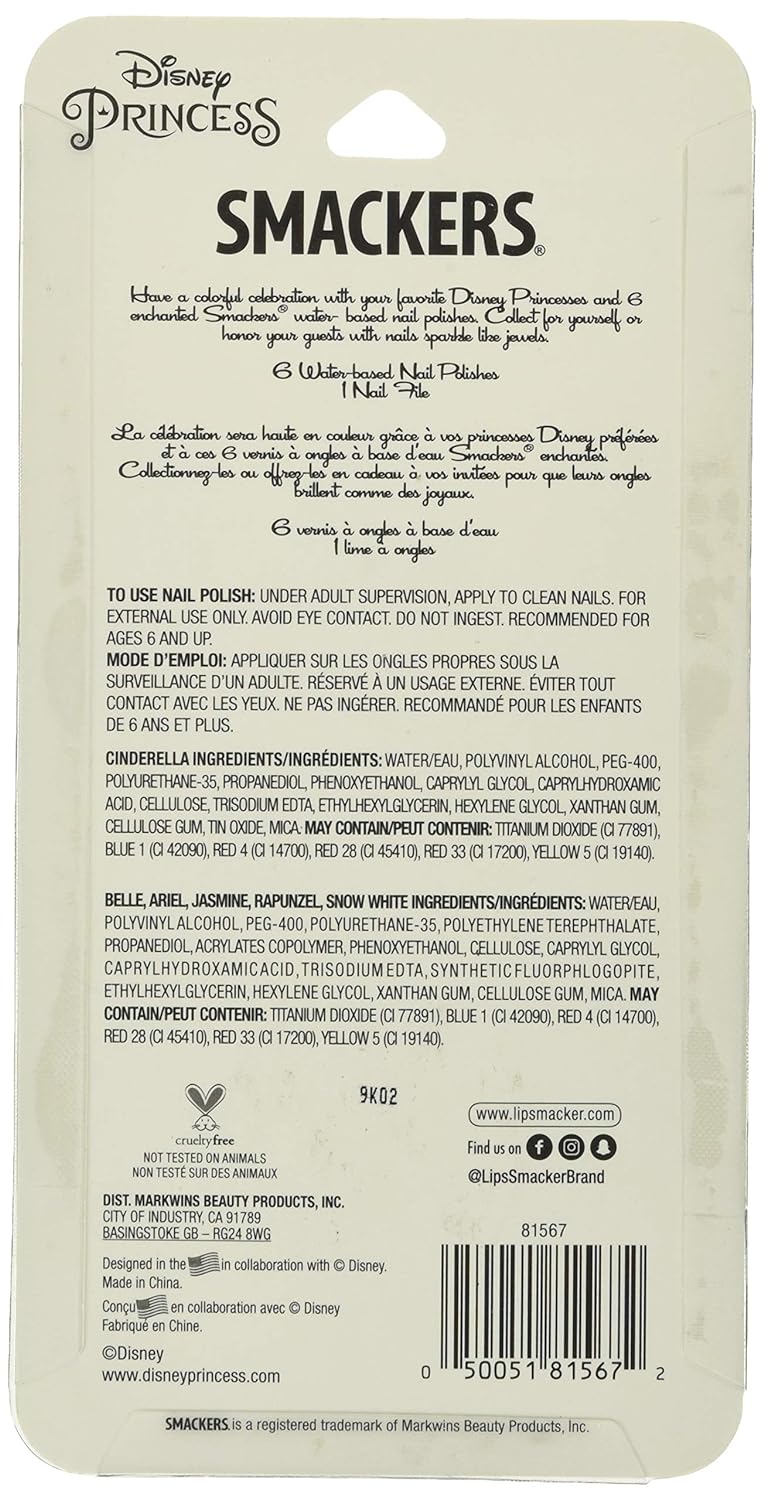 Disney
PRINCESS
SMACKERS®
Have a colorful celebration with your favorite Disney Princesses and 6
enchanted Smackers® water- based nail polishes. Collect for yourself or
honor your guests with nails sparkle like jewels.
6 Water-based Nail Polishes
1 Nail File
La célébration sera haute en couleur grâce à vos princesses Disney préférées
et à ces 6 vernis à ongles à base d'eau Smackers® enchantés.
Collectionnez-les ou offrez-les en cadeau à vos invitées pour que leurs ongles
brillent comme des joyaux.
6 vernis à ongles à base d'eau
1 lime à ongles
TO USE NAIL POLISH: UNDER ADULT SUPERVISION, APPLY TO CLEAN NAILS. FOR
EXTERNAL USE ONLY. AVOID EYE CONTACT. DO NOT INGEST. RECOMMENDED FOR
AGES 6 AND UP.
MODE D'EMPLOI: APPLIQUER SUR LES ONGLES PROPRES SOUS LA
SURVEILLANCE D'UN ADULTE. RÉSERVÉ À UN USAGE EXTERNE. ÉVITER TOUT
CONTACT AVEC LES YEUX. NE PAS INGÉRER. RECOMMANDÉ POUR LES ENFANTS
DE 6 ANS ET PLUS.
CINDERELLA INGREDIENTS/INGRÉDIENTS: WATER/EAU, POLYVINYL ALCOHOL, PEG-400,
POLYURETHANE-35, PROPANEDIOL, PHENOXYETHANOL, CAPRYLYL GLYCOL, CAPRYLHYDROXAMIC
ACID, CELLULOSE, TRISODIUM EDTA, ETHYLHEXYLGLYCERIN, HEXYLENE GLYCOL, XANTHAN GUM,
CELLULOSE GUM, TIN OXIDE, MICA. MAY CONTAIN/PEUT CONTENIR: TITANIUM DIOXIDE (CI 77891),
BLUE 1 (CI 42090), RED 4 (CI 14700), RED 28 (CI 45410), RED 33 (CI 17200), YELLOW 5 (CI 19140).
BELLE, ARIEL, JASMINE, RAPUNZEL, SNOW WHITE INGREDIENTS/INGRÉDIENTS: WATER/EAU,
POLYVINYL ALCOHOL, PEG-400, POLYURETHANE-35, POLYETHYLENE TEREPHTHALATE,
PROPANEDIOL, ACRYLATES COPOLYMER, PHENOXYETHANOL, CELLULOSE, CAPRYLYL GLYCOL,
CAPRYLHYDROXAMIC ACID, TRISODIUM EDTA, SYNTHETIC FLUORPHLOGOPITE,
ETHYLHEXYLGLYCERIN, HEXYLENE GLYCOL, XANTHAN GUM, CELLULOSE GUM, MICA. MAY
CONTAIN/PEUT CONTENIR: TITANIUM DIOXIDE (CI 77891), BLUE 1 (CI 42090), RED 4 (CI 14700),
RED 28 (CI 45410), RED 33 (CI 17200), YELLOW 5 (CI 19140).
9K02
crueltyfree
NOT TESTED ON ANIMALS
NON TESTÉ SUR DES ANIMAUX
www.lipsmacker.com
Find us on
@LipsSmackerBrand
DIST. MARKWINS BEAUTY PRODUCTS, INC.
CITY OF INDUSTRY, CA 91789
BASINGSTOKE GB – RG24 8WG
Designed in the in collaboration with © Disney.
Made in China.
Conçu en collaboration avec © Disney
Fabriqué en Chine.
©Disney
www.disneyprincess.com
81567
0 50051 81567 2
SMACKERS. is a registered trademark of Markwins Beauty Products, Inc.